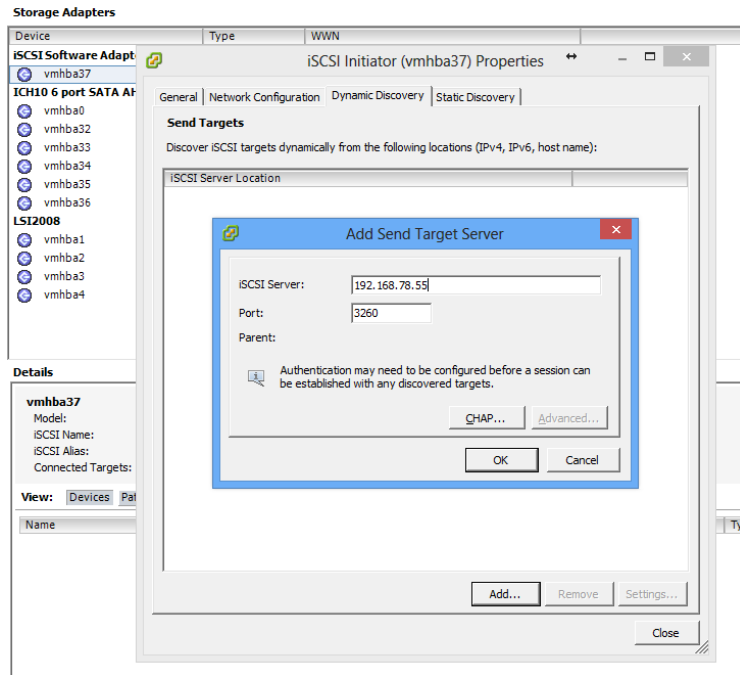 Storage Adapters
Device Type WWN
iSCSI Software Adapt
vmhba37
ICH10 6 port SATA AH
vmhba0
vmhba32
vmhba33
vmhba34
vmhba35
vmhba36
LSI2008
vmhba1
vmhba2
vmhba3
vmhba4
Details
vmhba37
Model:
iSCSI Name:
iSCSI Alias:
Connected Targets:
View: Devices Pat
Name Ty
iSCSI Initiator (vmhba37) Properties
General Network Configuration Dynamic Discovery Static Discovery
Send Targets
Discover iSCSI targets dynamically from the following locations (IPv4, IPv6, host name):
iSCSI Server Location
Add Send Target Server
iSCSI Server: 192.168.78.55
Port: 3260
Parent:
Authentication may need to be configured before a session can
be established with any discovered targets.
CHAP... Advanced...
OK Cancel
Add... Remove Settings...
Close